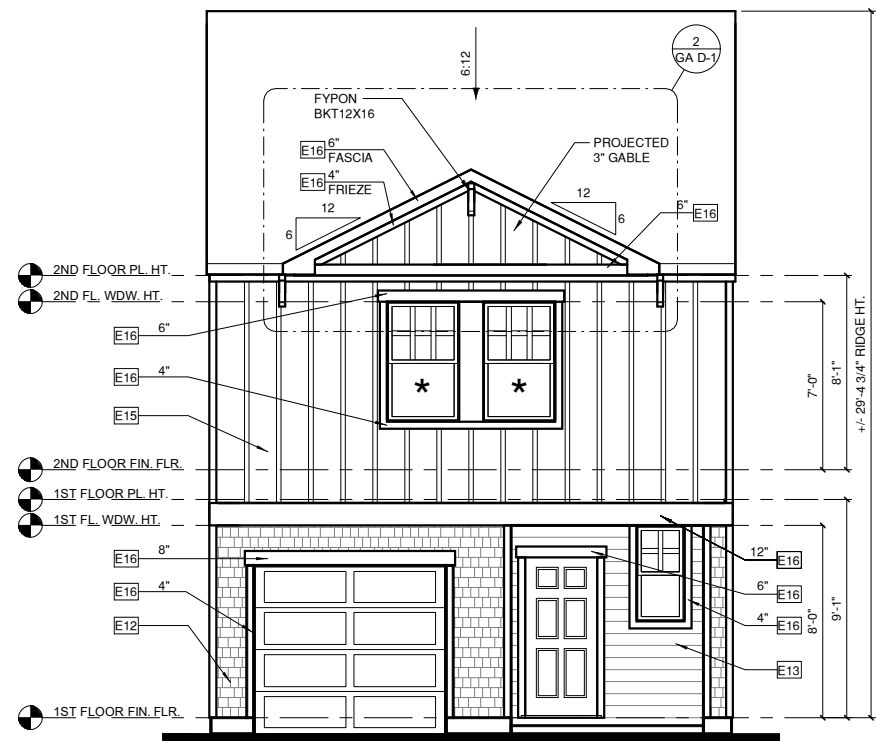 2
GA D-1
6:12
FYPON
BKT12X16
E16 6"
FASCIA
E16 4"
FRIEZE
PROJECTED
3" GABLE
12
6
12
6
6" E16
2ND FLOOR PL. HT.
2ND FL. WDW. HT.
E16 6"
E16 4"
E15
* *
7'-0"
8'-1"
+/- 29'-4 3/4" RIDGE HT.
2ND FLOOR FIN. FLR.
1ST FLOOR PL. HT.
1ST FL. WDW. HT.
E16 8"
E16 4"
E12
12" E16
6" E16
4" E16
E13
8'-0"
9'-1"
1ST FLOOR FIN. FLR.